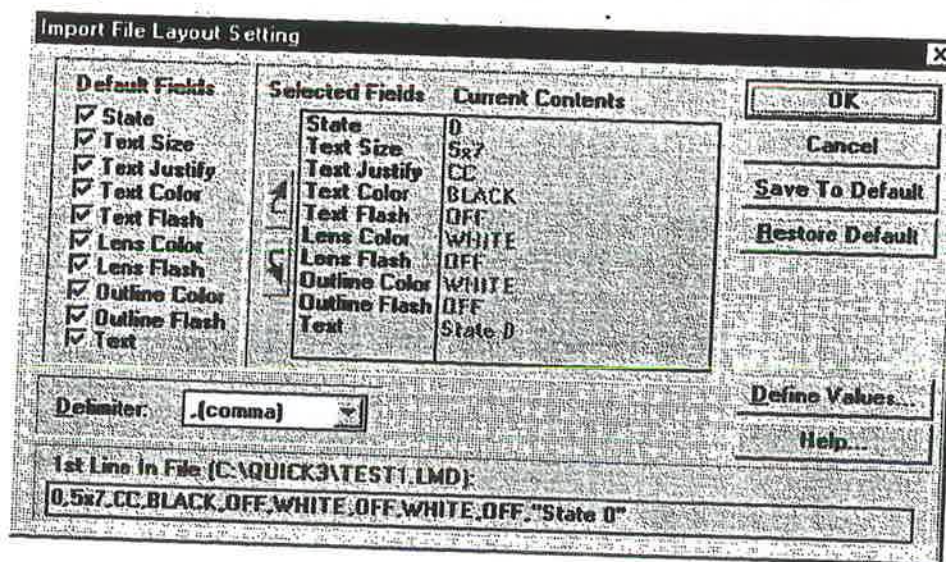 Import File Layout Setting
Default Fields
State
Text Size
Text Justify
Text Color
Text Flash
Lens Color
Lens Flash
Outline Color
Outline Flash
Text
Selected Fields Current Contents
State 0
Text Size 5x7
Text Justify CC
Text Color BLACK
Text Flash OFF
Lens Color WHITE
Lens Flash OFF
Outline Color WHITE
Outline Flash OFF
Text State 0
OK
Cancel
Save To Default
Restore Default
Define Values...
Help...
Delimiter: ,(comma)
1st Line In File (C:\QUICK3\TEST1.LMD):
0,5x7,CC,BLACK,OFF,WHITE,OFF,WHITE,OFF,"State 0"